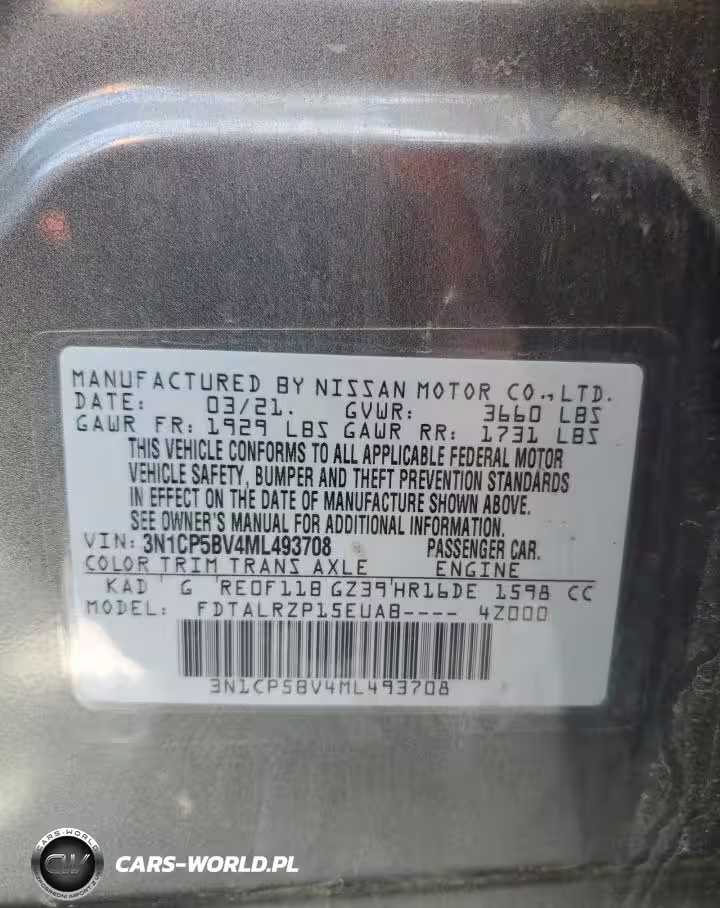 MANUFACTURED BY NISSAN MOTOR CO., LTD.
DATE: 03/21. GVWR: 3660 LBS
GAWR FR: 1929 LBS GAWR RR: 1731 LBS
THIS VEHICLE CONFORMS TO ALL APPLICABLE FEDERAL MOTOR
VEHICLE SAFETY, BUMPER AND THEFT PREVENTION STANDARDS
IN EFFECT ON THE DATE OF MANUFACTURE SHOWN ABOVE.
SEE OWNER'S MANUAL FOR ADDITIONAL INFORMATION.
VIN: 3N1CP5BV4ML493708 PASSENGER CAR.
COLOR TRIM TRANS AXLE ENGINE
KAD G RE0F11B GZ39 HR16DE 1598 CC
MODEL: FDTALRZP15EUAB---- 4Z000
3N1CP5BV4ML493708
CARS-WORLD
CW
CARS-WORLD.PL